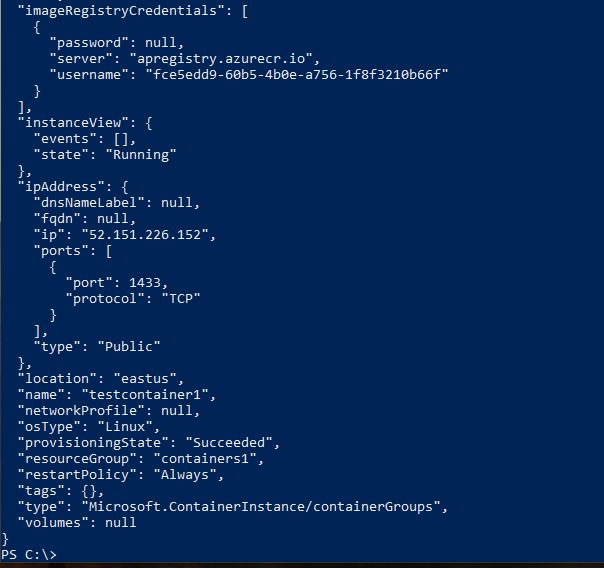 "imageRegistryCredentials": [
{
"password": null,
"server": "apregistry.azurecr.io",
"username": "fce5edd9-60b5-4b0e-a756-1f8f3210b66f"
}
],
"instanceView": {
"events": [],
"state": "Running"
},
"ipAddress": {
"dnsNameLabel": null,
"fqdn": null,
"ip": "52.151.226.152",
"ports": [
{
"port": 1433,
"protocol": "TCP"
}
],
"type": "Public"
},
"location": "eastus",
"name": "testcontainer1",
"networkProfile": null,
"osType": "Linux",
"provisioningState": "Succeeded",
"resourceGroup": "containers1",
"restartPolicy": "Always",
"tags": {},
"type": "Microsoft.ContainerInstance/containerGroups",
"volumes": null
}
PS C:\>